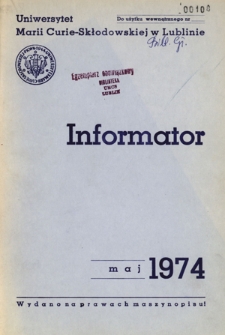 Uniwersytet
Do użytku wewnętrznego nr
00104
Marii Curie-Skłodowskiej w Lublinie
Informator
maj 1974
Wydano na prawach maszynopisu!